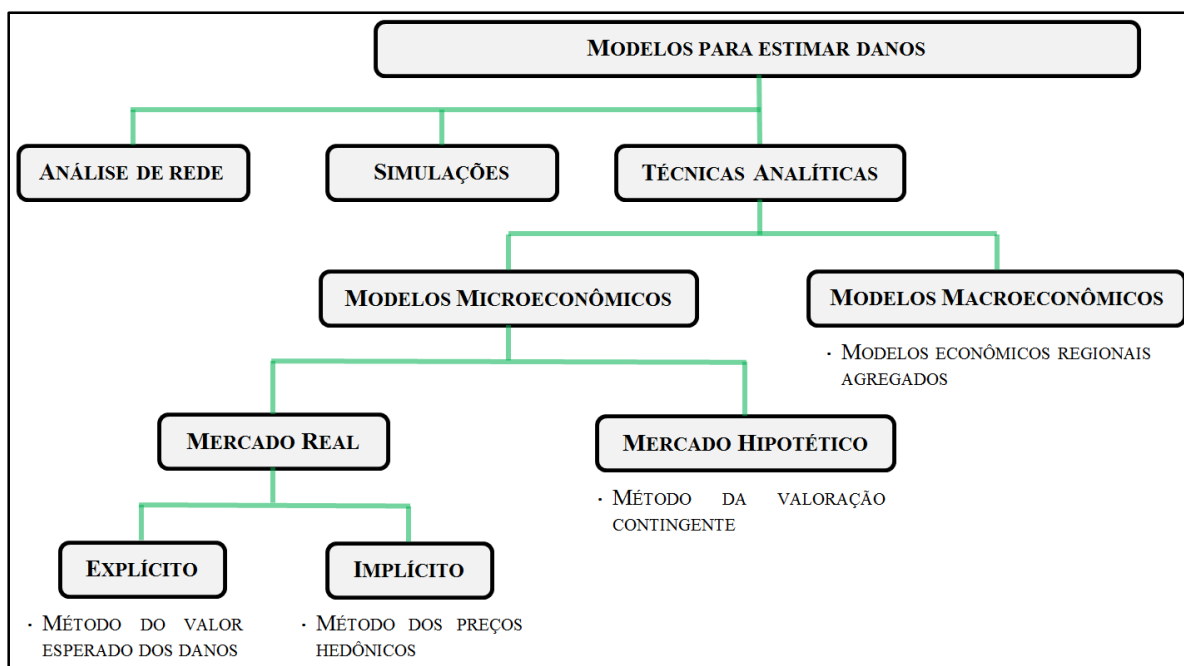 MODELOS PARA ESTIMAR DANOS
ANÁLISE DE REDE
SIMULAÇÕES
TÉCNICAS ANALÍTICAS
MODELOS MICROECONÔMICOS
MODELOS MACROECONÔMICOS
· MODELOS ECONÔMICOS REGIONAIS
AGREGADOS
MERCADO REAL
MERCADO HIPOTÉTICO
· MÉTODO DA VALORAÇÃO
CONTINGENTE
EXPLÍCITO
IMPLÍCITO
· MÉTODO DO VALOR
ESPERADO DOS DANOS
· MÉTODO DOS PREÇOS
HEDÔNICOS